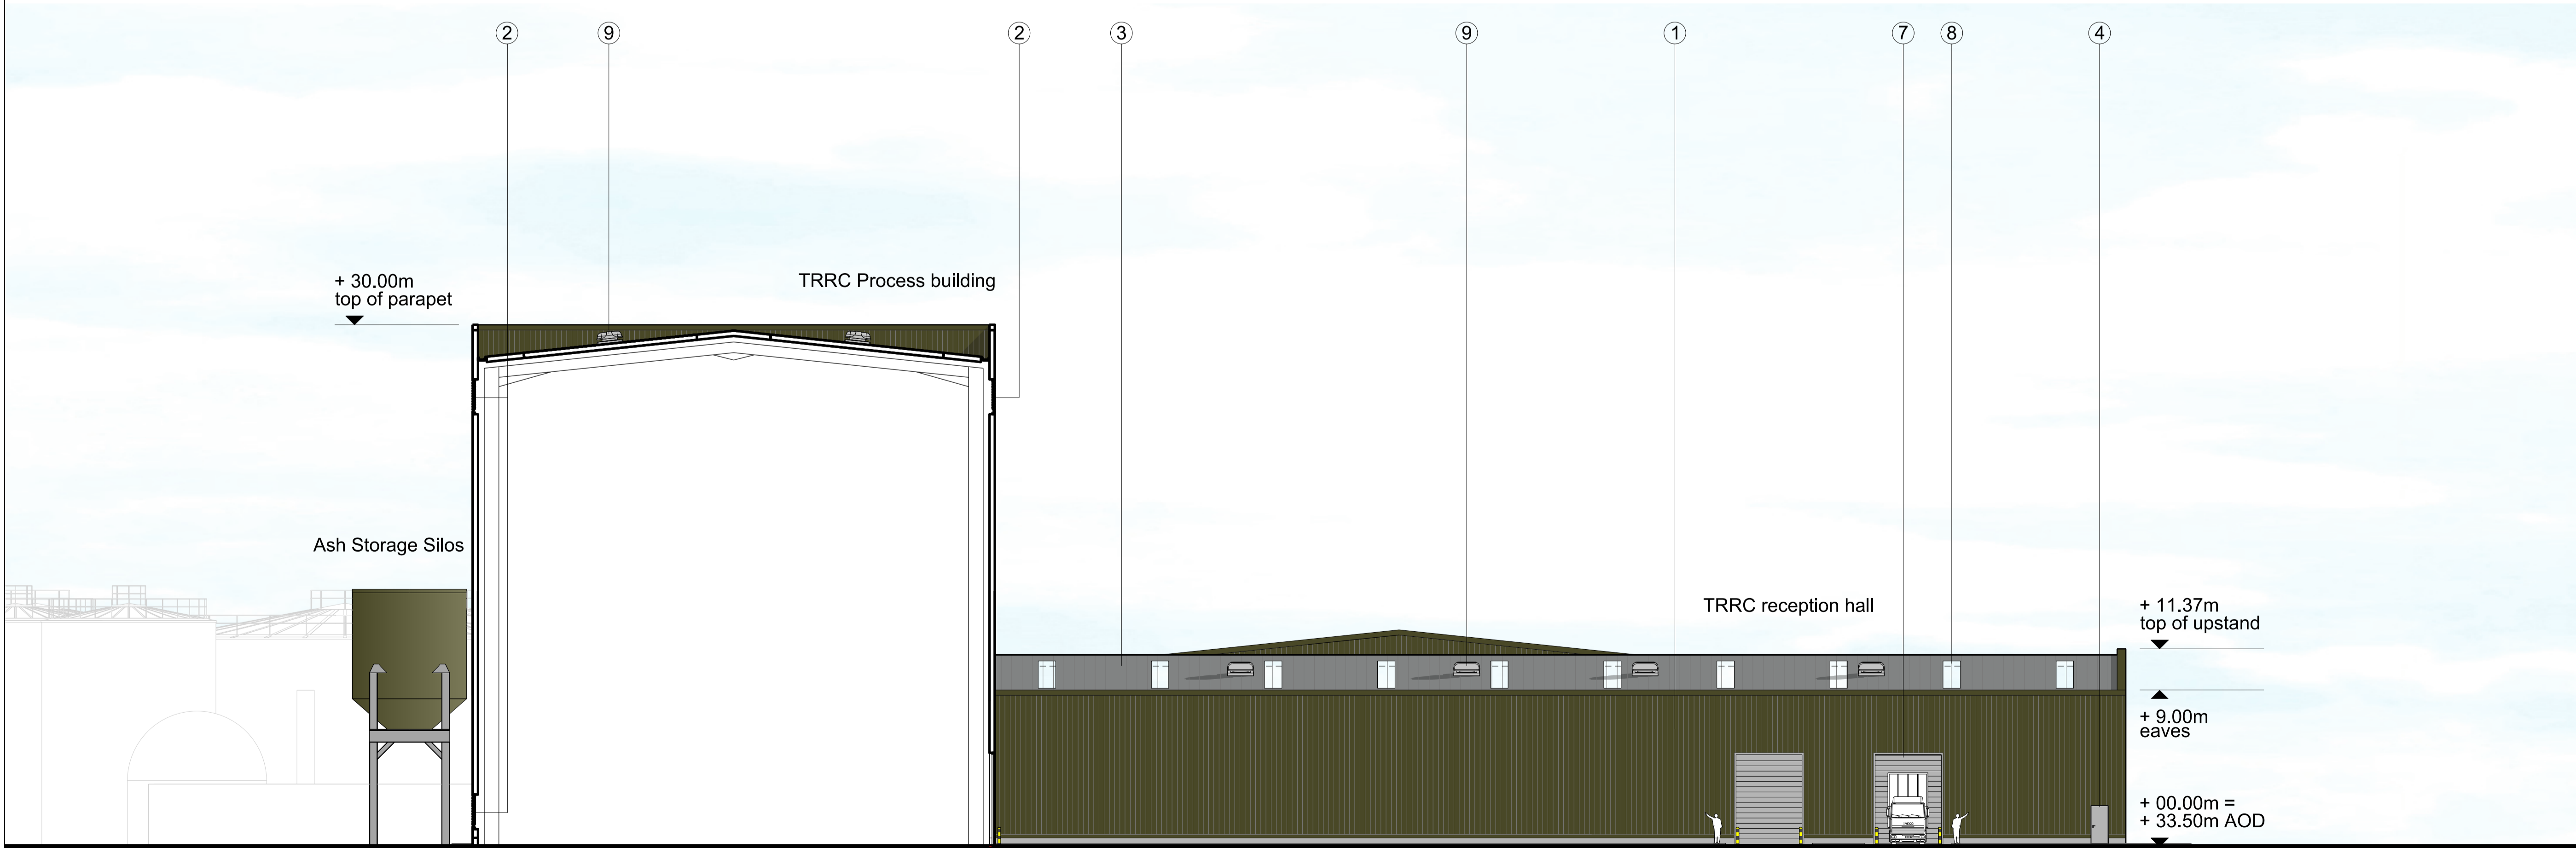 2 9 2 3 9 1 7 8 4
+ 30.00m
top of parapet
TRRC Process building
Ash Storage Silos
TRRC reception hall
+ 11.37m
top of upstand
+ 9.00m
eaves
+ 00.00m =
+ 33.50m AOD